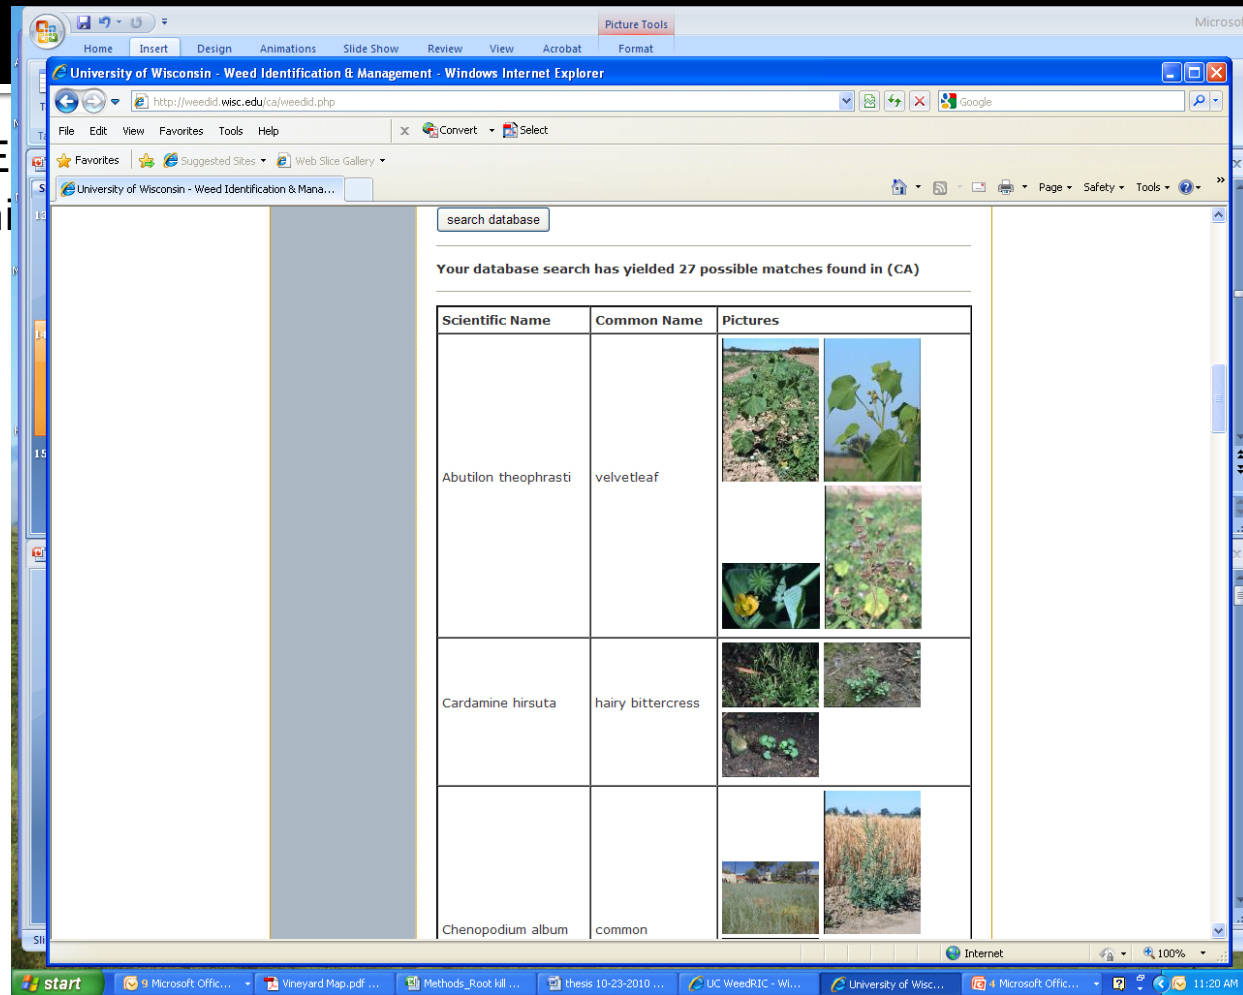 Picture Tools
Microsof
Home Insert Design Animations Slide Show Review View Acrobat Format
University of Wisconsin - Weed Identification & Management - Windows Internet Explorer
http://weedid.wisc.edu/ca/weedid.php
Google
File Edit View Favorites Tools Help
x Convert Select
Favorites Suggested Sites Web Slice Gallery
University of Wisconsin - Weed Identification & Mana...
Page Safety Tools
search database
Your database search has yielded 27 possible matches found in (CA)
Scientific Name Common Name Pictures
Abutilon theophrasti velvetleaf
Cardamine hirsuta hairy bittercress
Chenopodium album common
13
14
15
Sli
Internet 100%
start 9 Microsoft Offic... Vineyard Map.pdf ... Methods_Root kill ... thesis 10-23-2010 ... UC WeedRIC - Wi... University of Wisc... 4 Microsoft Offic... 11:20 AM